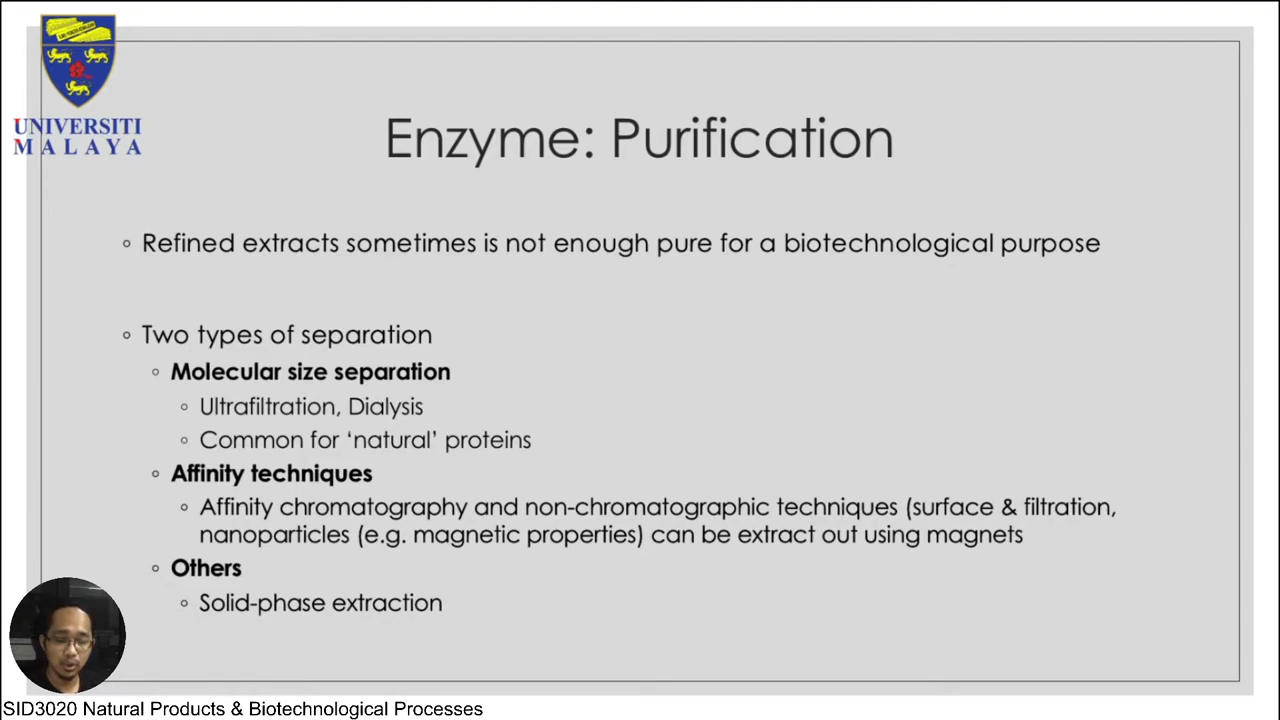 UNIVERSITI
MALAYA
Enzyme: Purification
Refined extracts sometimes is not enough pure for a biotechnological purpose
Two types of separation
Molecular size separation
Ultrafiltration, Dialysis
Common for ‘natural’ proteins
Affinity techniques
Affinity chromatography and non-chromatographic techniques (surface & filtration,
nanoparticles (e.g. magnetic properties) can be extract out using magnets
Others
Solid-phase extraction
SID3020 Natural Products & Biotechnological Processes